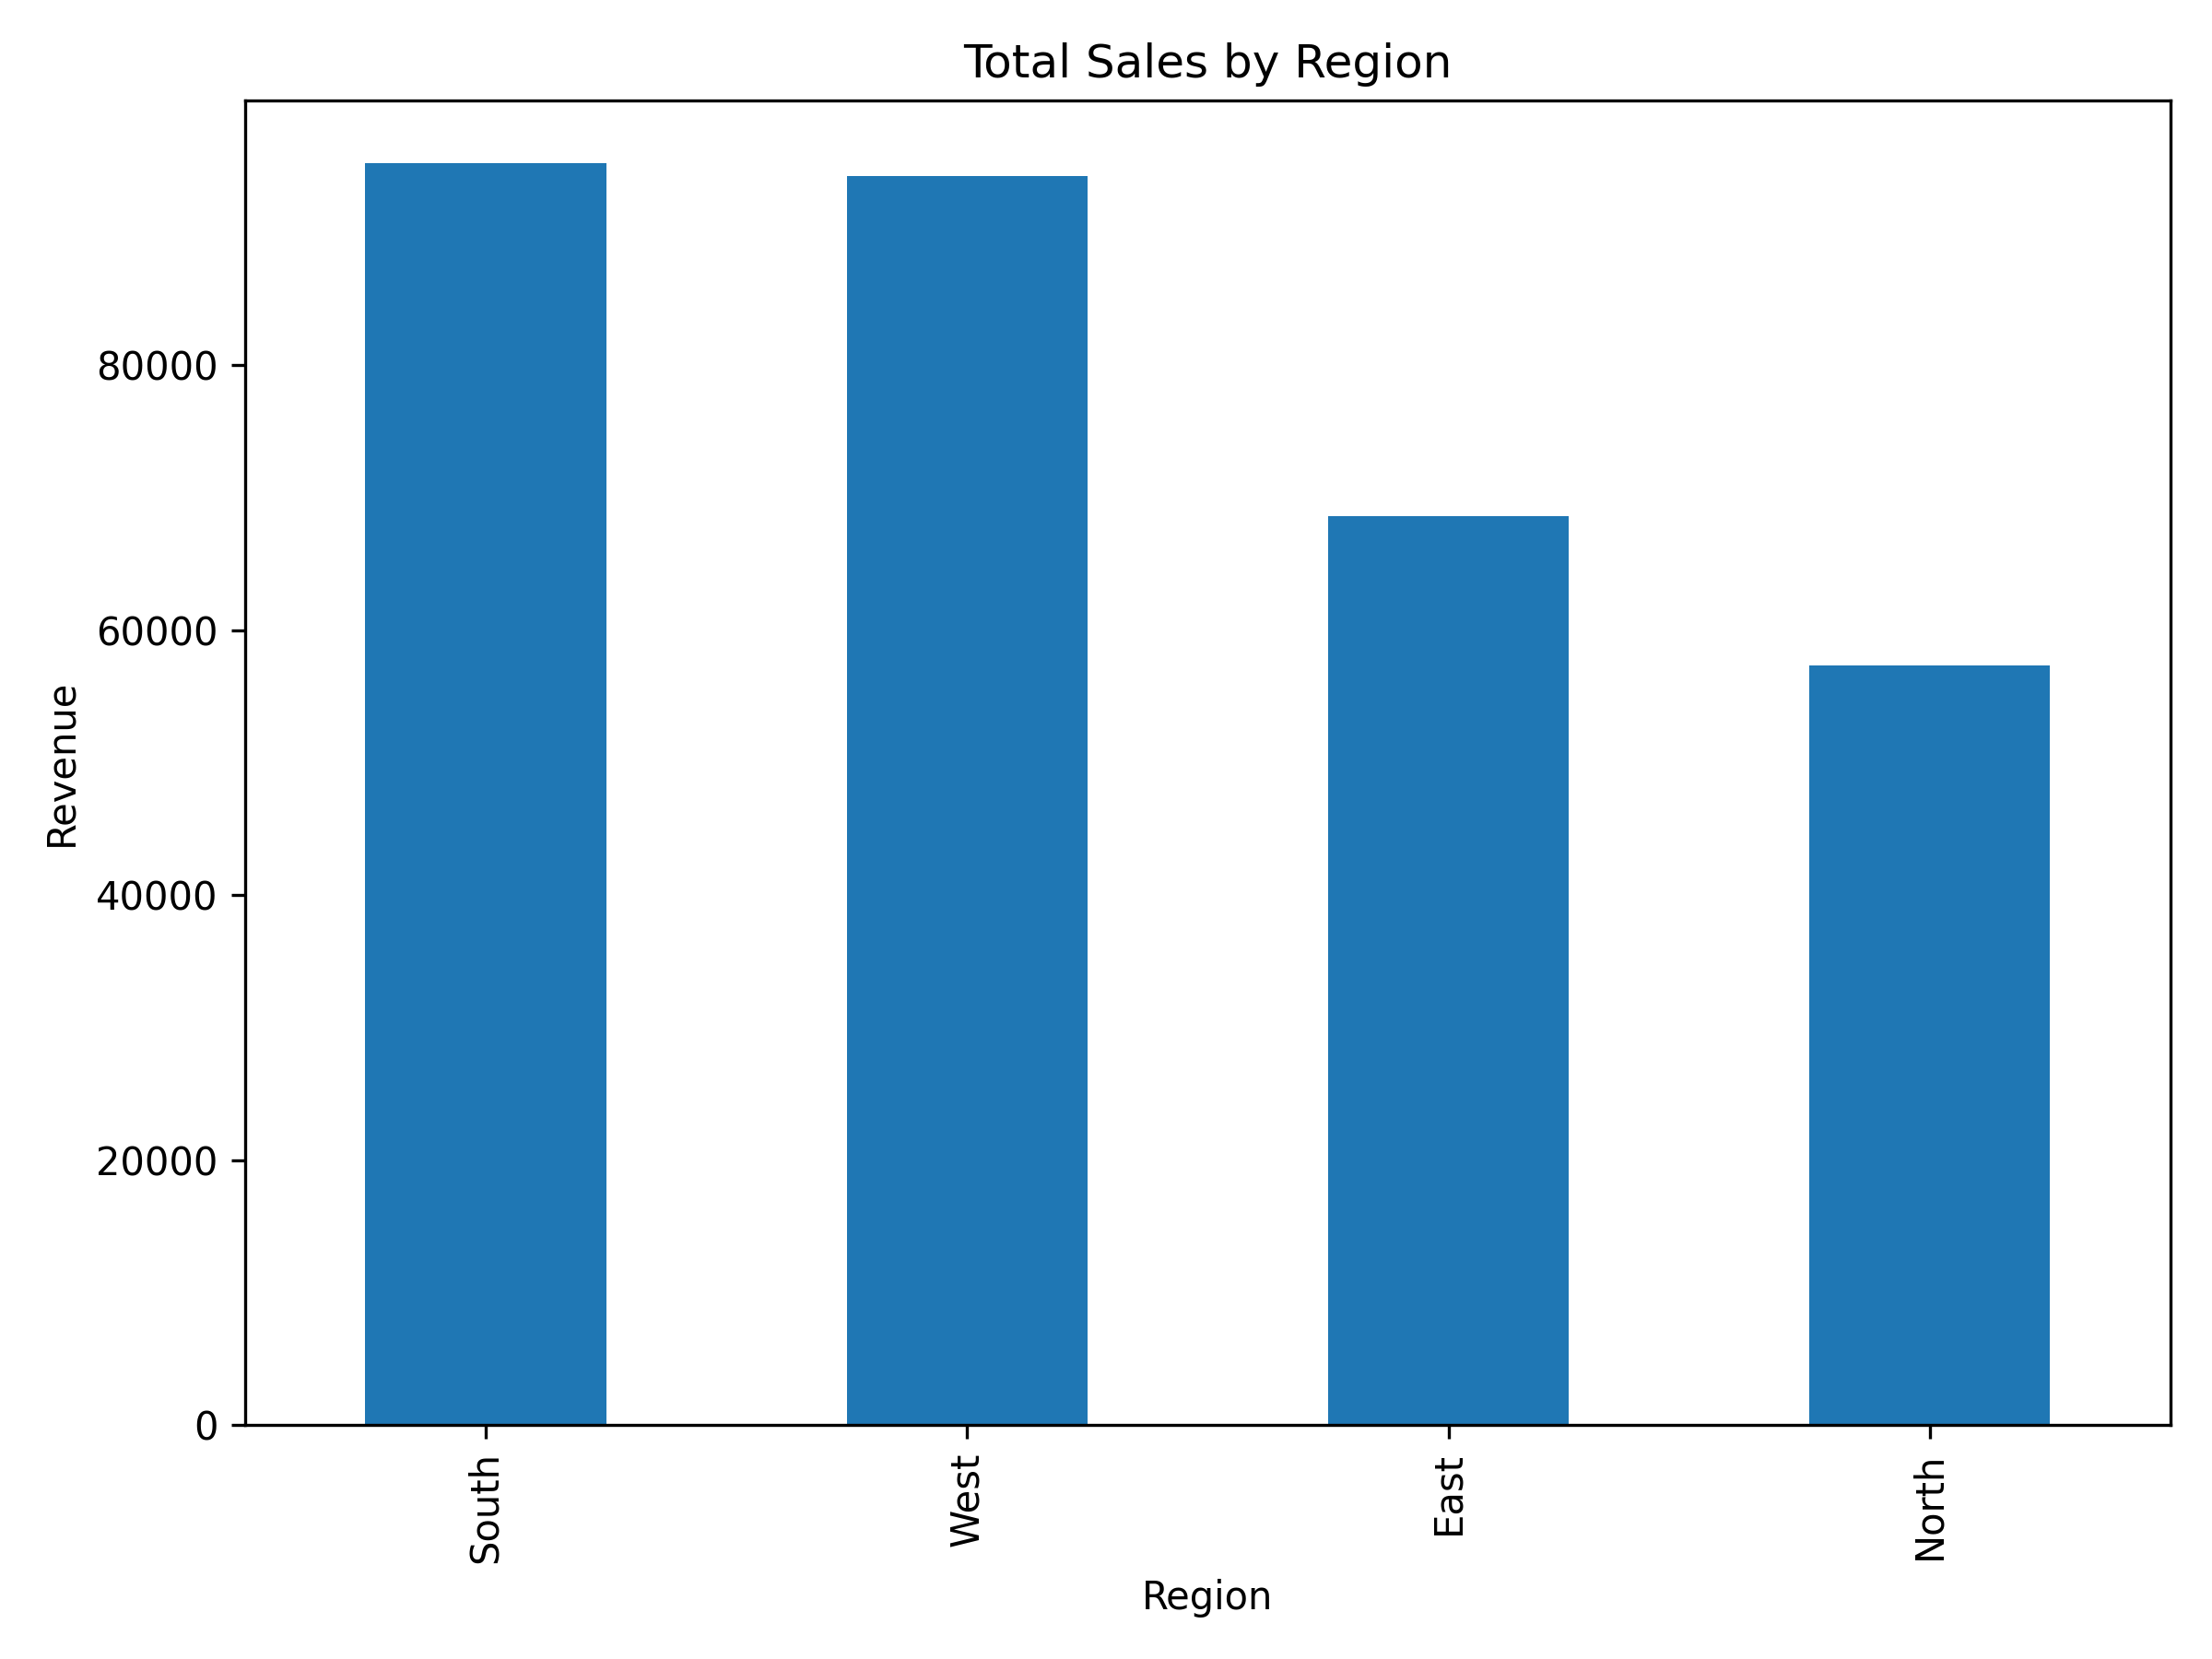 Total Sales by Region
Revenue
80000
60000
40000
20000
0
South
West
East
North
Region